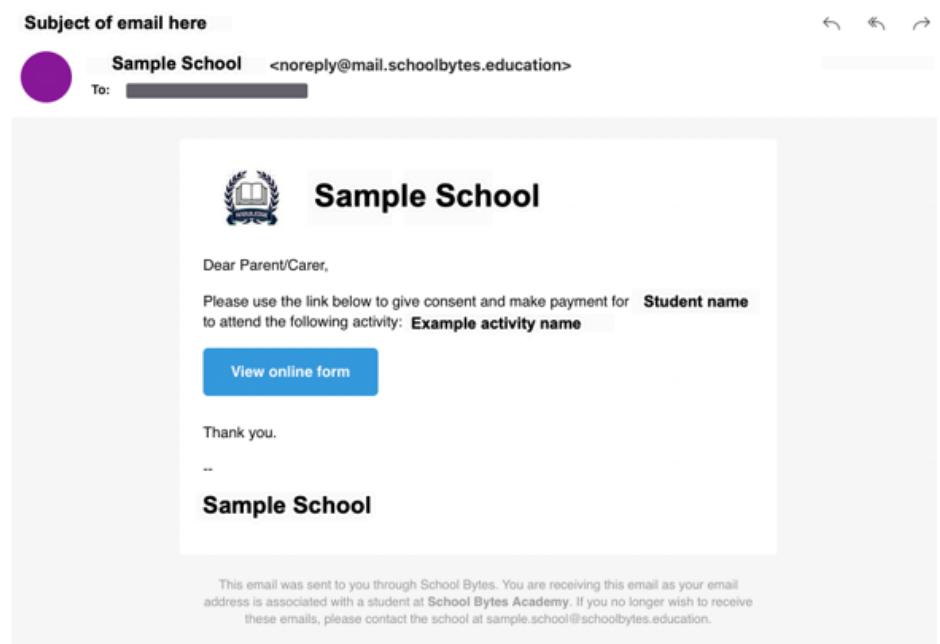 Subject of email here
Sample School <noreply@mail.schoolbytes.education>
To:
Sample School
Dear Parent/Carer,
Please use the link below to give consent and make payment for Student name
to attend the following activity: Example activity name
View online form
Thank you.
--
Sample School
This email was sent to you through School Bytes. You are receiving this email as your email
address is associated with a student at School Bytes Academy. If you no longer wish to receive
these emails, please contact the school at sample.school@schoolbytes.education.